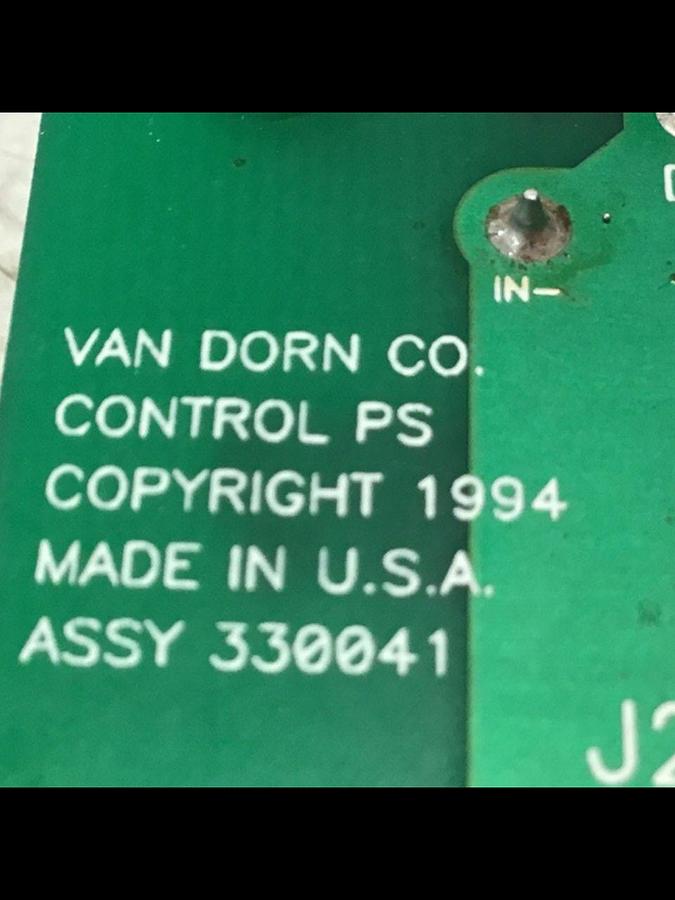 IN-
VAN DORN CO.
CONTROL PS
COPYRIGHT 1994
MADE IN U.S.A.
ASSY 330041
J2